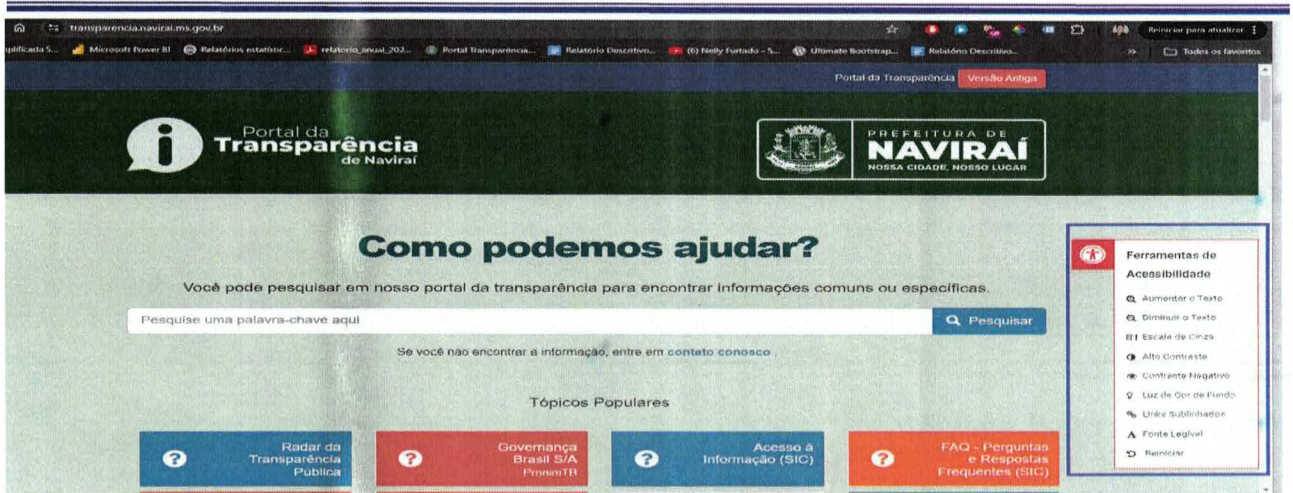 transparencia.navirai.ms.gov.br
Reiniciar para atualizar
plificada S...
Microsoft Power BI
Relatórios estatístic...
relatorio_anual_202...
Portal Transparência...
Relatório Descritivo...
(6) Nelly Furtado - S...
Ultimate Bootstrap...
Relatório Descritivo...
Todos os favoritos
Portal da Transparência
Versão Antiga
Portal da
Transparência
de Naviraí
PREFEITURA DE
NAVIRAÍ
NOSSA CIDADE, NOSSO LUGAR
Como podemos ajudar?
Você pode pesquisar em nosso portal da transparência para encontrar informações comuns ou específicas.
Pesquise uma palavra-chave aqui
Pesquisar
Se você não encontrar a informação, entre em contato conosco .
Tópicos Populares
Radar da
Transparência
Pública
Governança
Brasil S/A
PronimTB
Acesso à
Informação (SIC)
FAQ - Perguntas
e Respostas
Frequentes (SIC)
Ferramentas de
Acessibilidade
Aumentar o Texto
Diminuir o Texto
Escala de Cinza
Alto Contraste
Contraste Negativo
Luz de Cor de Fundo
Links Sublinhados
Fonte Legível
Reiniciar